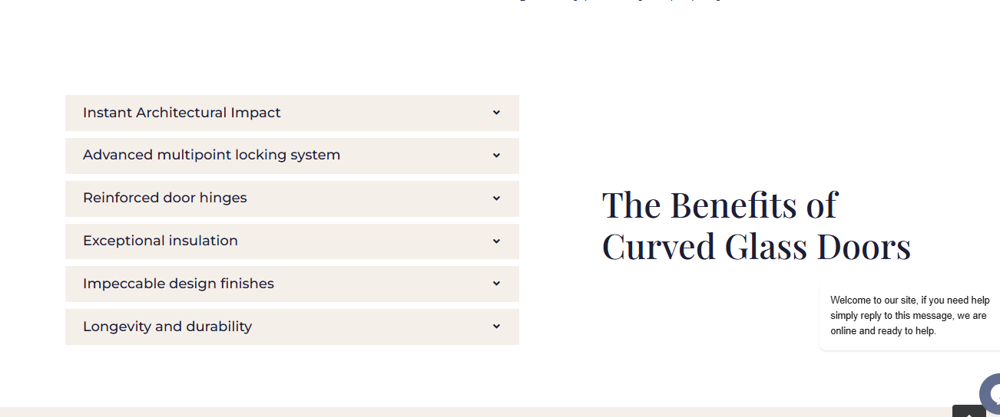 Instant Architectural Impact
Advanced multipoint locking system
Reinforced door hinges
Exceptional insulation
Impeccable design finishes
Longevity and durability
The Benefits of
Curved Glass Doors
Welcome to our site, if you need help
simply reply to this message, we are
online and ready to help.